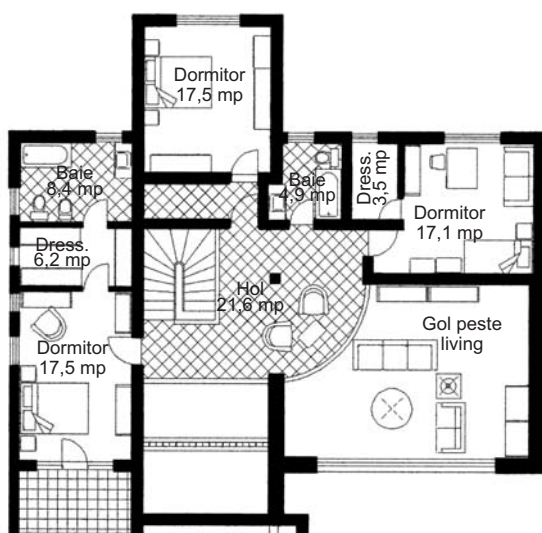 Dormitor
17,5 mp
Baie
8,4 mp
Baie
4,9 mp
Dress.
3,5 mp
Dormitor
17,1 mp
Dress.
6,2 mp
Hol
21,6 mp
Gol peste
living
Dormitor
17,5 mp